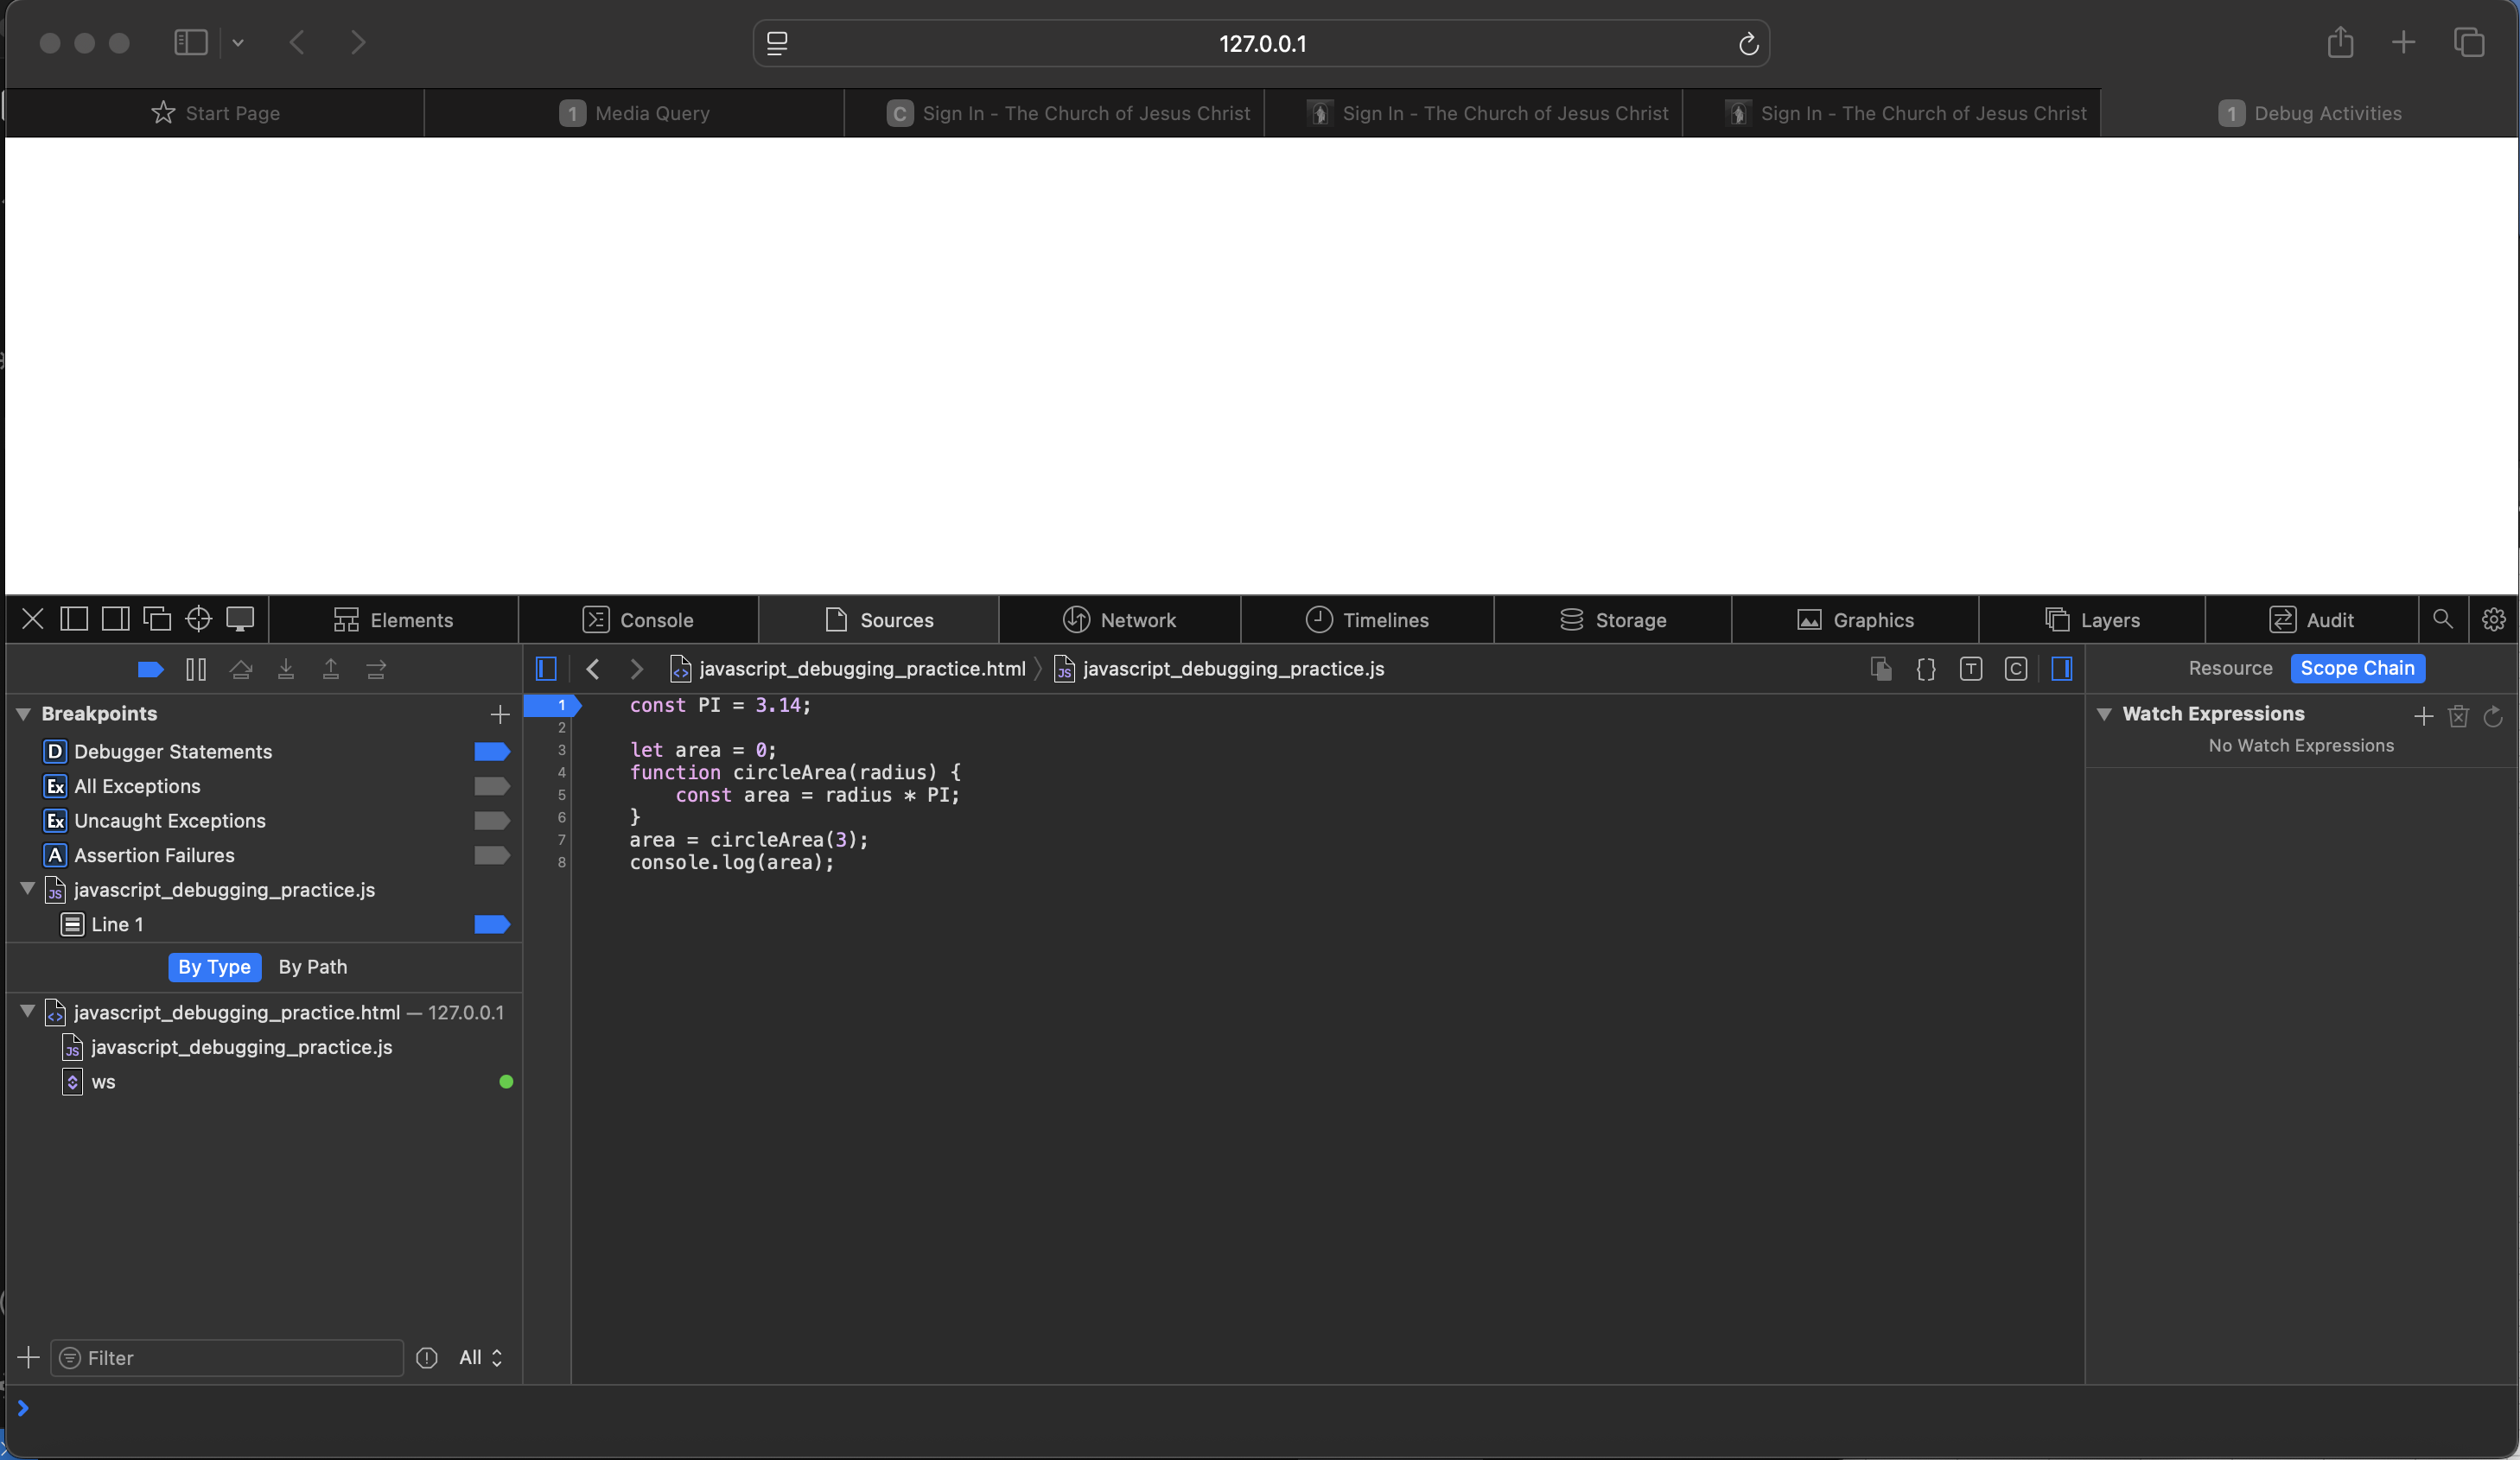 127.0.0.1
Start Page
1 Media Query
C Sign In - The Church of Jesus Christ
Sign In - The Church of Jesus Christ
Sign In - The Church of Jesus Christ
1 Debug Activities
Elements
Console
Sources
Network
Timelines
Storage
Graphics
Layers
Audit
javascript_debugging_practice.html
JS javascript_debugging_practice.js
{} T C
Resource
Scope Chain
Breakpoints
D Debugger Statements
Ex All Exceptions
Ex Uncaught Exceptions
A Assertion Failures
JS javascript_debugging_practice.js
Line 1
By Type
By Path
javascript_debugging_practice.html — 127.0.0.1
JS javascript_debugging_practice.js
ws
Filter
All
1 const PI = 3.14;
2
3 let area = 0;
4 function circleArea(radius) {
5 const area = radius * PI;
6 }
7 area = circleArea(3);
8 console.log(area);
Watch Expressions
No Watch Expressions